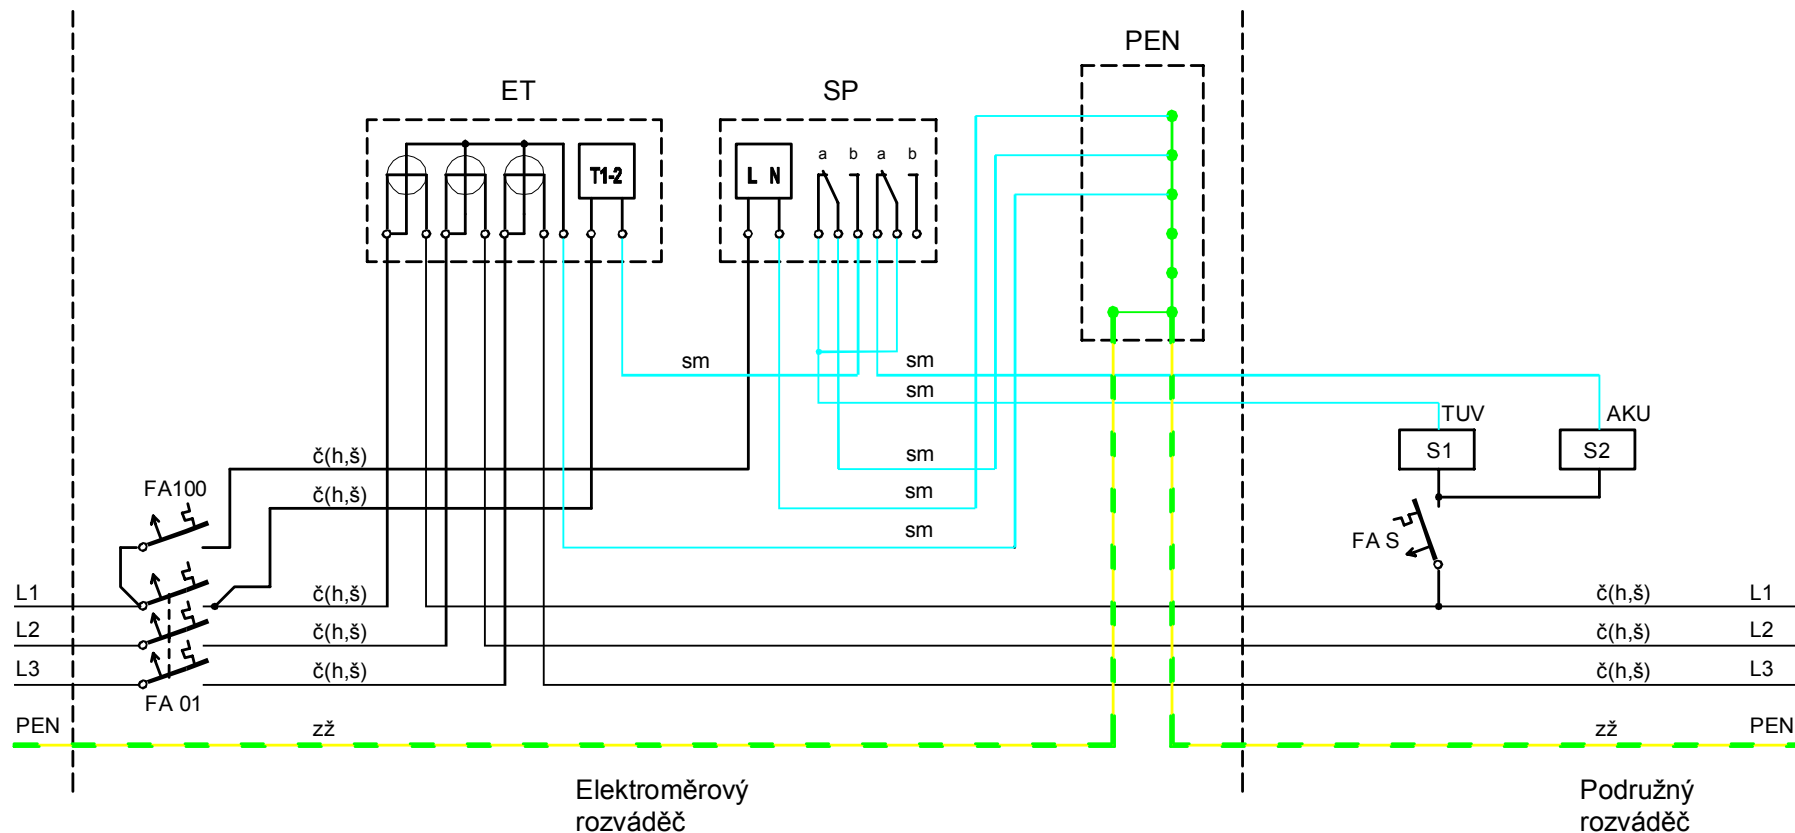 PEN
ET
SP
T1-2
L N
a b a b
sm
sm
sm
TUV
AKU
S1
S2
č(h,š)
sm
FA100
č(h,š)
sm
sm
FA S
L1
č(h,š)
č(h,š)
L1
L2
č(h,š)
č(h,š)
L2
L3
č(h,š)
č(h,š)
L3
FA 01
PEN
zž
zž
PEN
Elektroměrový
rozváděč
Podružný
rozváděč